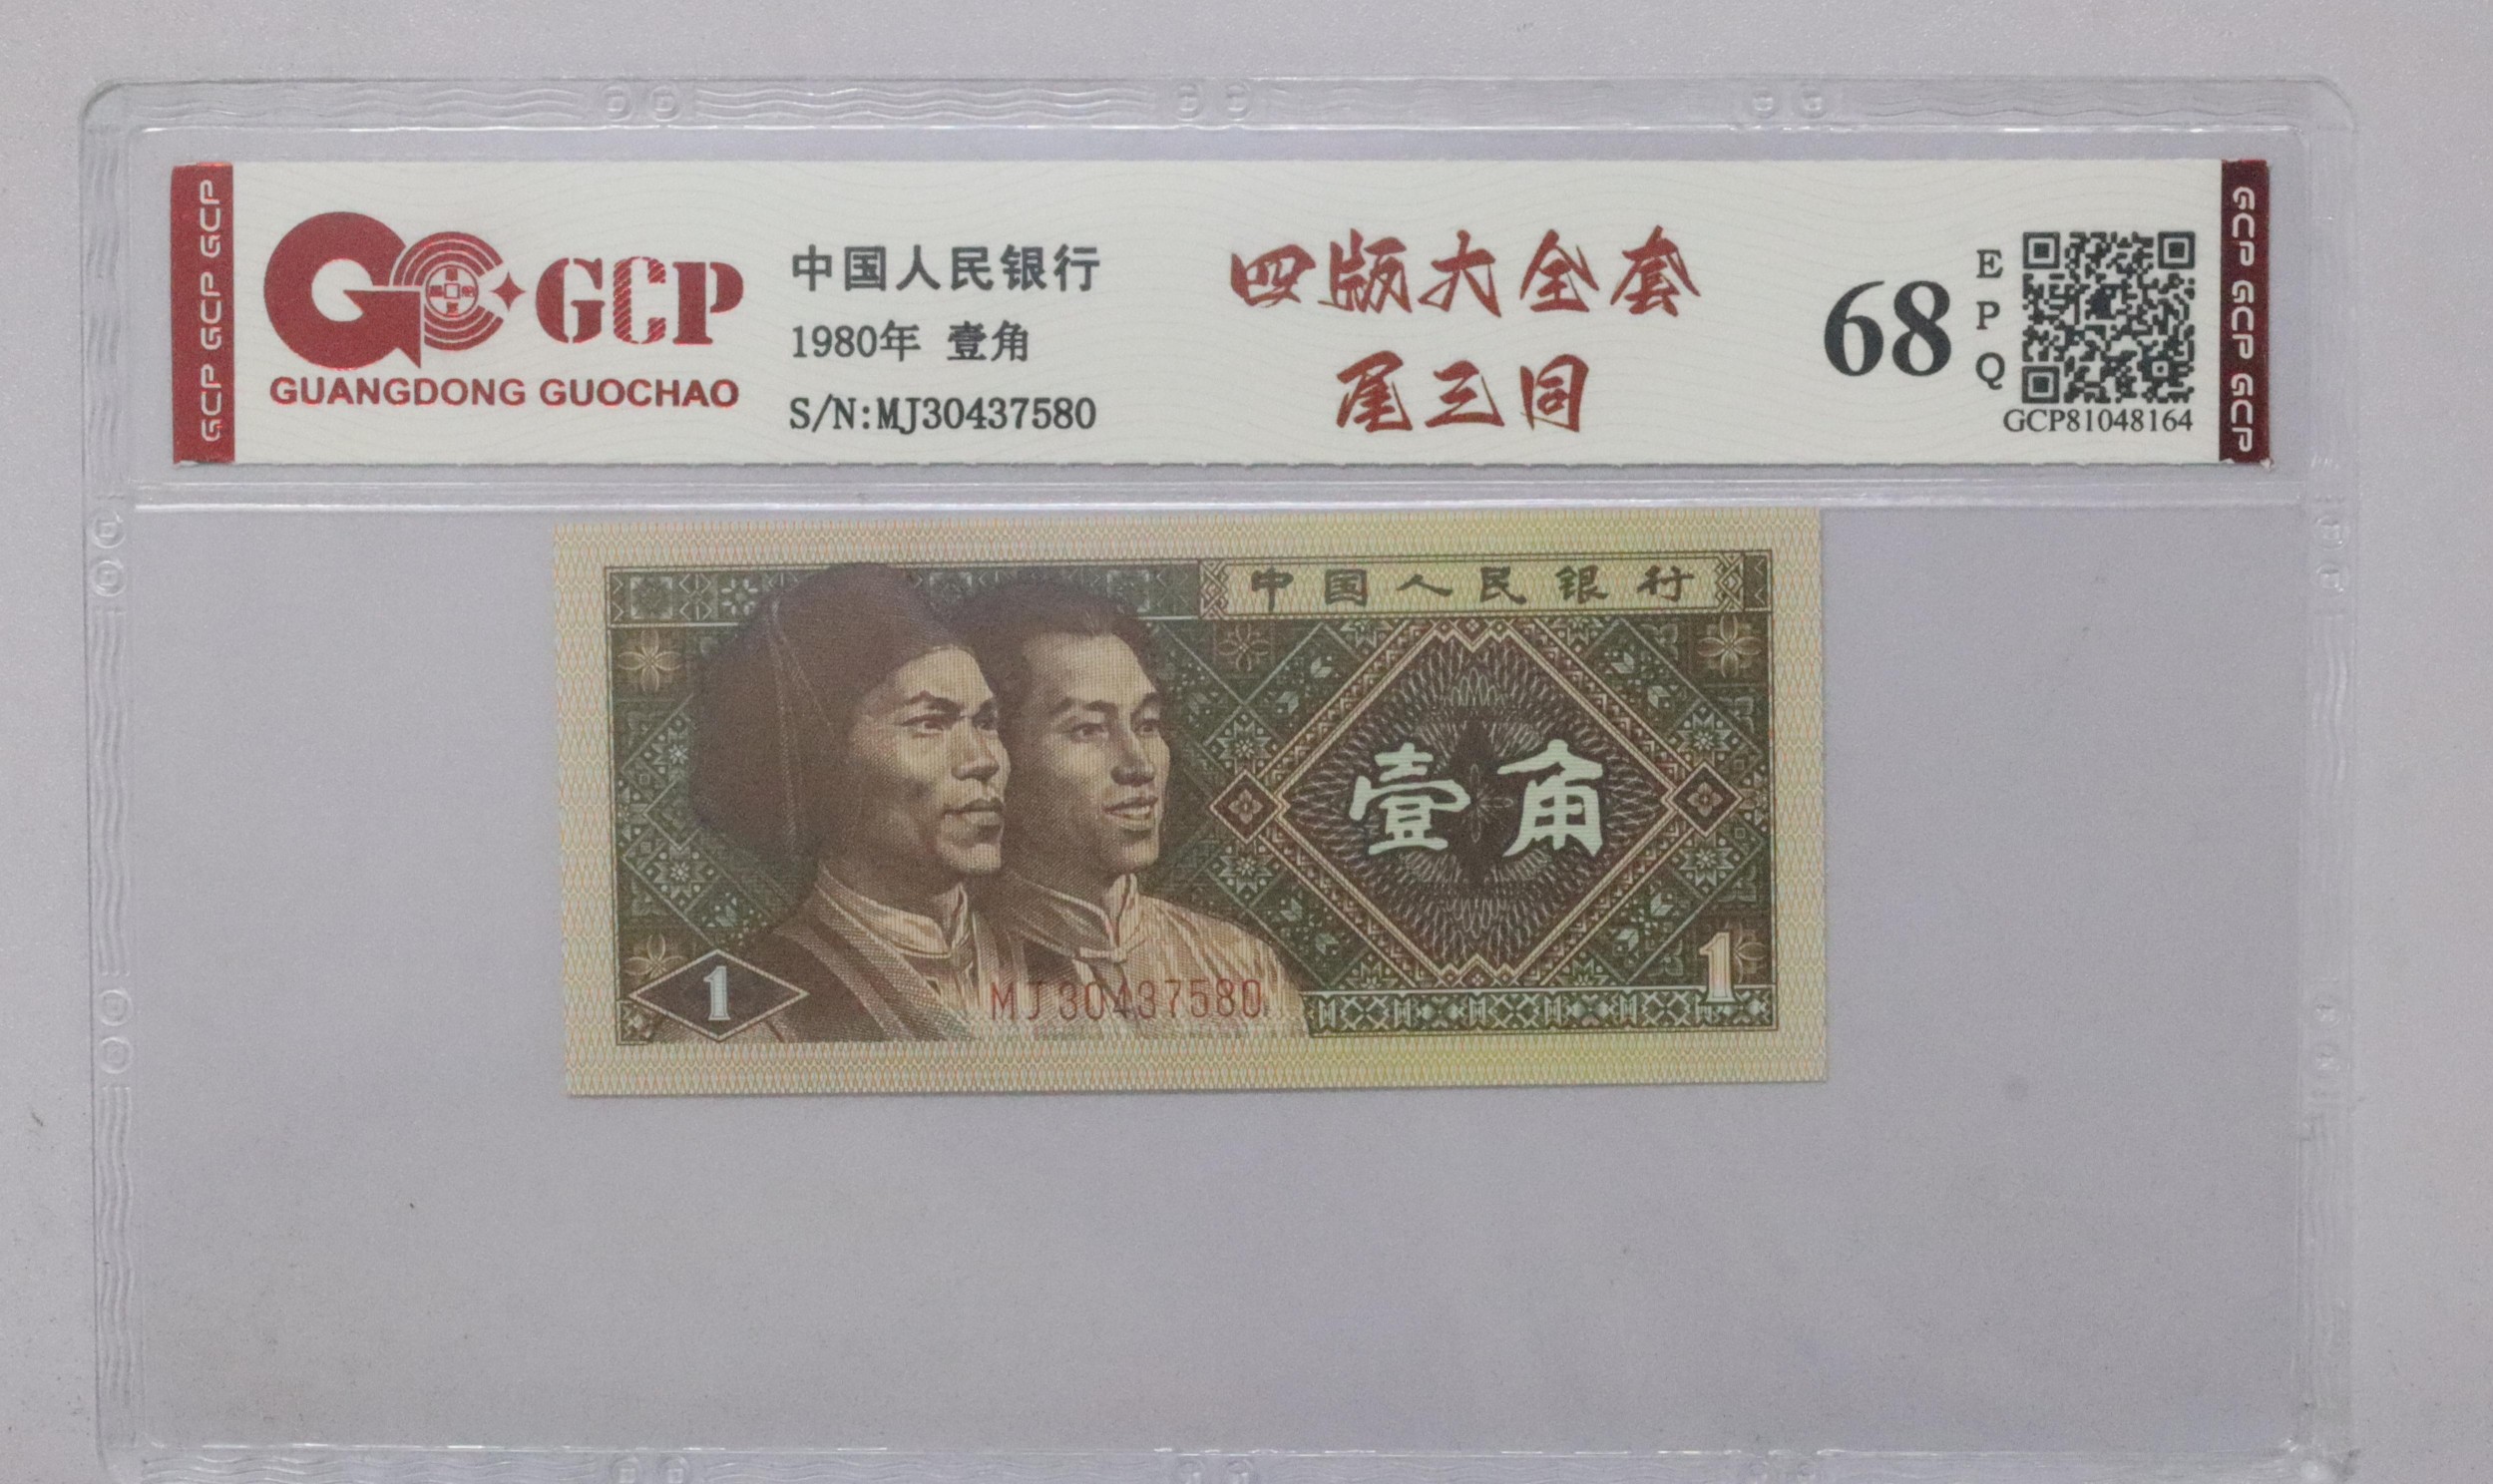 GCP GCP GCP
GCP
GUANGDONG GUOCHAO
中国人民银行
1980年 壹角
S/N:MJ30437580
四版大全套
尾三同
68
EPQ
GCP81048164
GCP GCP GCP
中国人民银行
壹角
1
MJ30437580
1